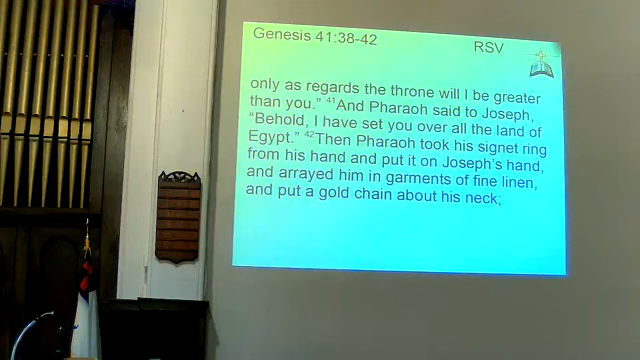 Genesis 41:38-42
RSV
only as regards the throne will I be greater
than you.” ⁴¹And Pharaoh said to Joseph,
“Behold, I have set you over all the land of
Egypt.” ⁴²Then Pharaoh took his signet ring
from his hand and put it on Joseph’s hand,
and arrayed him in garments of fine linen,
and put a gold chain about his neck;